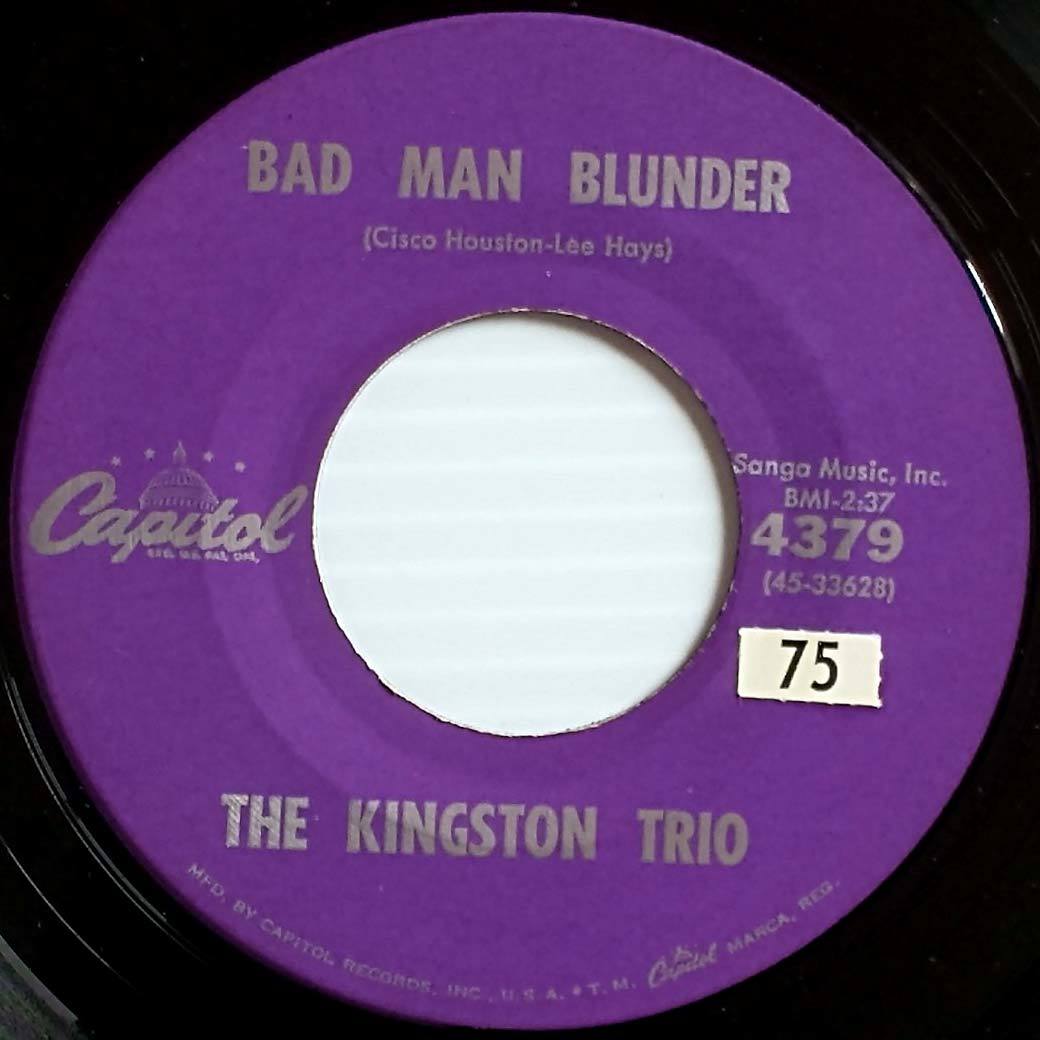 BAD MAN BLUNDER
(Cisco Houston-Lee Hays)
Capitol
Sanga Music, Inc.
BMI-2:37
4379
(45-33628)
75
THE KINGSTON TRIO
MFD. BY CAPITOL RECORDS, INC., U.S.A. • T.M. Capitol MARCA, REG.